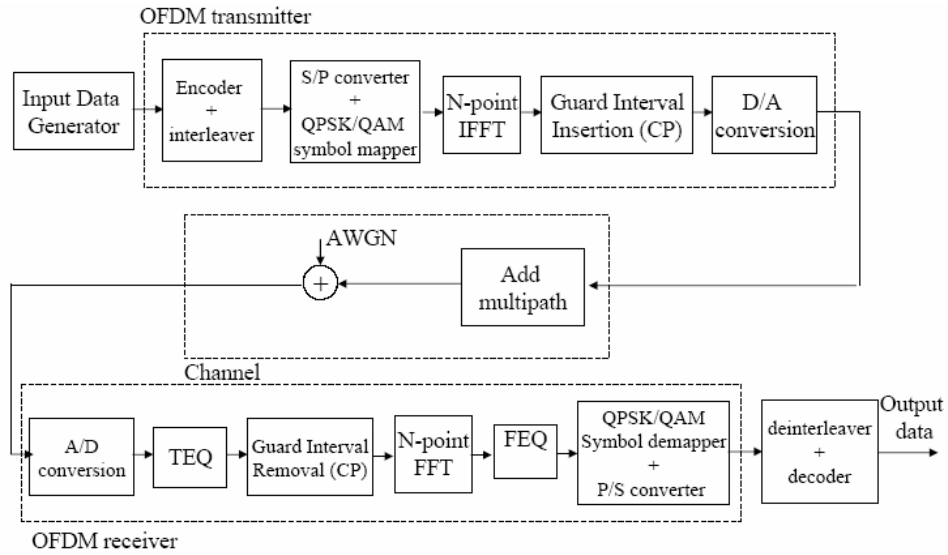 OFDM transmitter
Input Data
Generator
Encoder
+
interleaver
S/P converter
+
QPSK/QAM
symbol mapper
N-point
IFFT
Guard Interval
Insertion (CP)
D/A
conversion
AWGN
+
Add
multipath
Channel
A/D
conversion
TEQ
Guard Interval
Removal (CP)
N-point
FFT
FEQ
QPSK/QAM
Symbol demapper
+
P/S converter
deinterleaver
+
decoder
Output
data
OFDM receiver